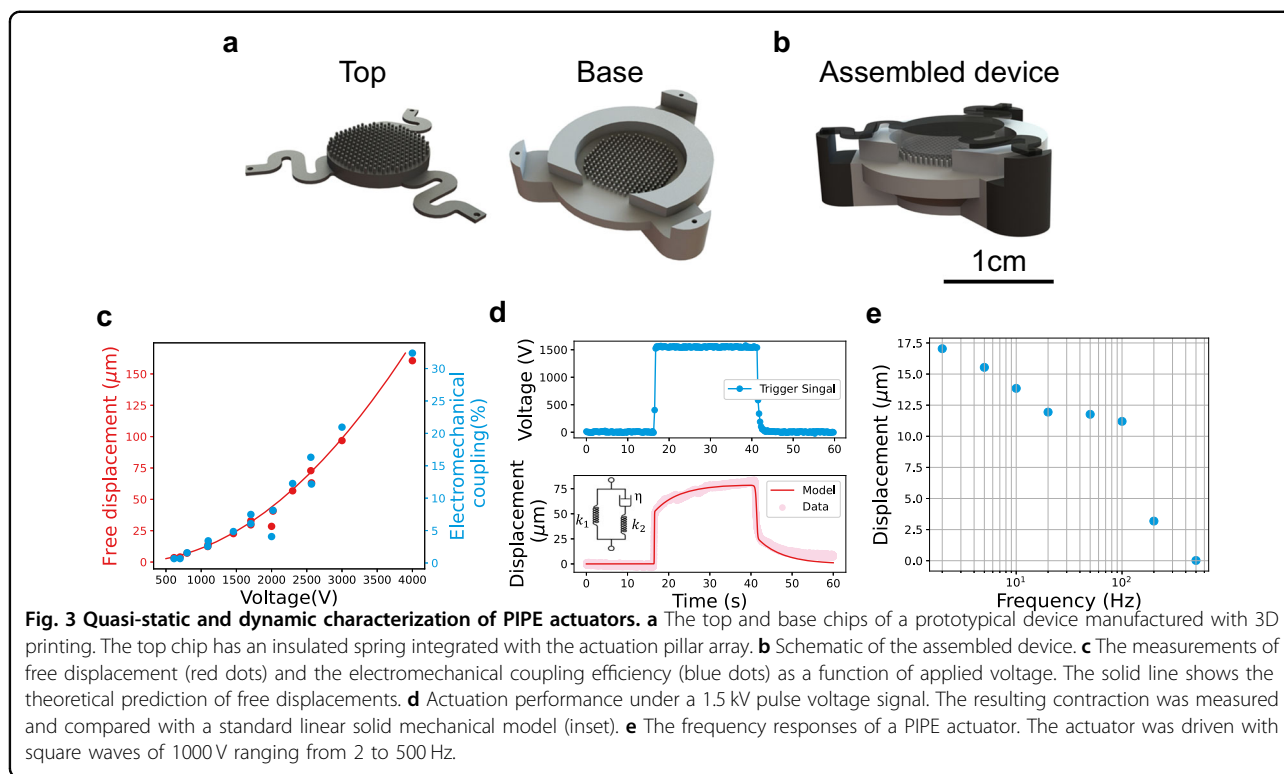 a
Top
Base
b
Assembled device
1cm
c
Free displacement (μm)
150
125
100
75
50
25
0
500 1000 1500 2000 2500 3000 3500 4000
Voltage(V)
30
25
20
15
10
5
0
Electromechanical
coupling(%)
d
Voltage (V)
1500
1000
500
0
Trigger Singal
0 10 20 30 40 50 60
Displacement
(μm)
75
50
25
0
k1
η
k2
Model
Data
0 10 20 30 40 50 60
Time (s)
e
Displacement (μm)
17.5
15.0
12.5
10.0
7.5
5.0
2.5
0.0
10¹ 10²
Frequency (Hz)
Fig. 3 Quasi-static and dynamic characterization of PIPE actuators. a The top and base chips of a prototypical device manufactured with 3D
printing. The top chip has an insulated spring integrated with the actuation pillar array. b Schematic of the assembled device. c The measurements of
free displacement (red dots) and the electromechanical coupling efficiency (blue dots) as a function of applied voltage. The solid line shows the
theoretical prediction of free displacements. d Actuation performance under a 1.5 kV pulse voltage signal. The resulting contraction was measured
and compared with a standard linear solid mechanical model (inset). e The frequency responses of a PIPE actuator. The actuator was driven with
square waves of 1000 V ranging from 2 to 500 Hz.